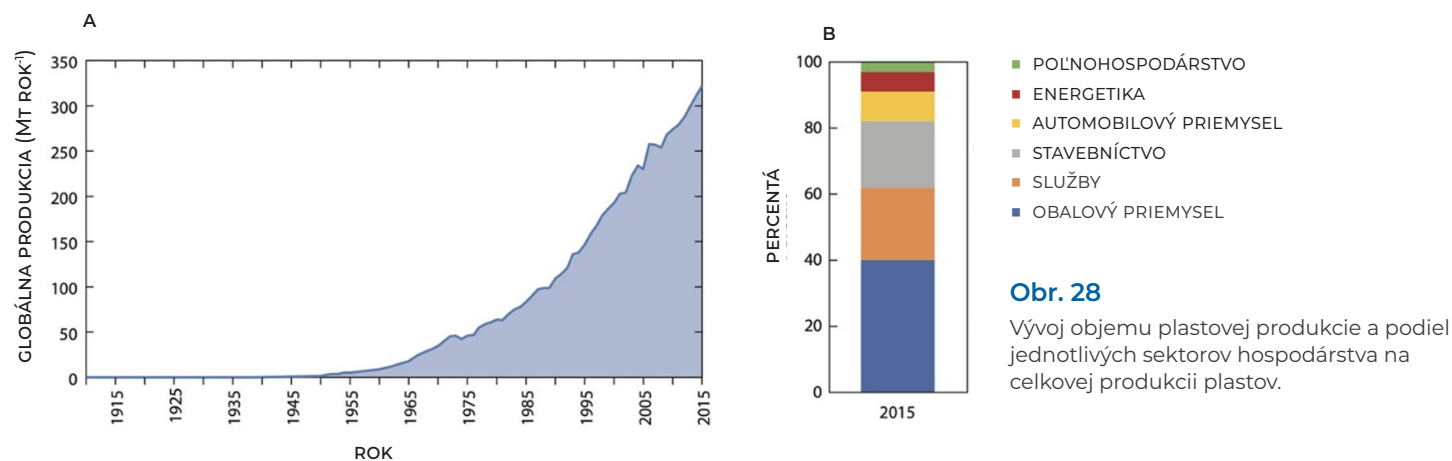 A
GLOBÁLNA PRODUKCIA (MT ROK-1)
350
300
250
200
150
100
50
0
1915
1925
1935
1945
1955
1965
1975
1985
1995
2005
2015
ROK
B
PERCENTÁ
100
80
60
40
20
0
2015
POĽNOHOSPODÁRSTVO
ENERGETIKA
AUTOMOBILOVÝ PRIEMYSEL
STAVEBNÍCTVO
SLUŽBY
OBALOVÝ PRIEMYSEL
Obr. 28
Vývoj objemu plastovej produkcie a podiel
jednotlivých sektorov hospodárstva na
celkovej produkcii plastov.